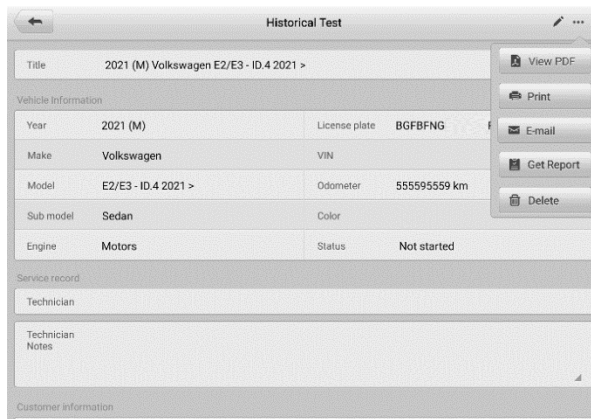 Historical Test
Title 2021 (M) Volkswagen E2/E3 - ID.4 2021 >
View PDF
Print
E-mail
Get Report
Delete
Vehicle Information
Year 2021 (M) License plate BGFBFNG
Make Volkswagen VIN
Model E2/E3 - ID.4 2021 > Odometer 555595559 km
Sub model Sedan Color
Engine Motors Status Not started
Service record
Technician
Technician
Notes
Customer information